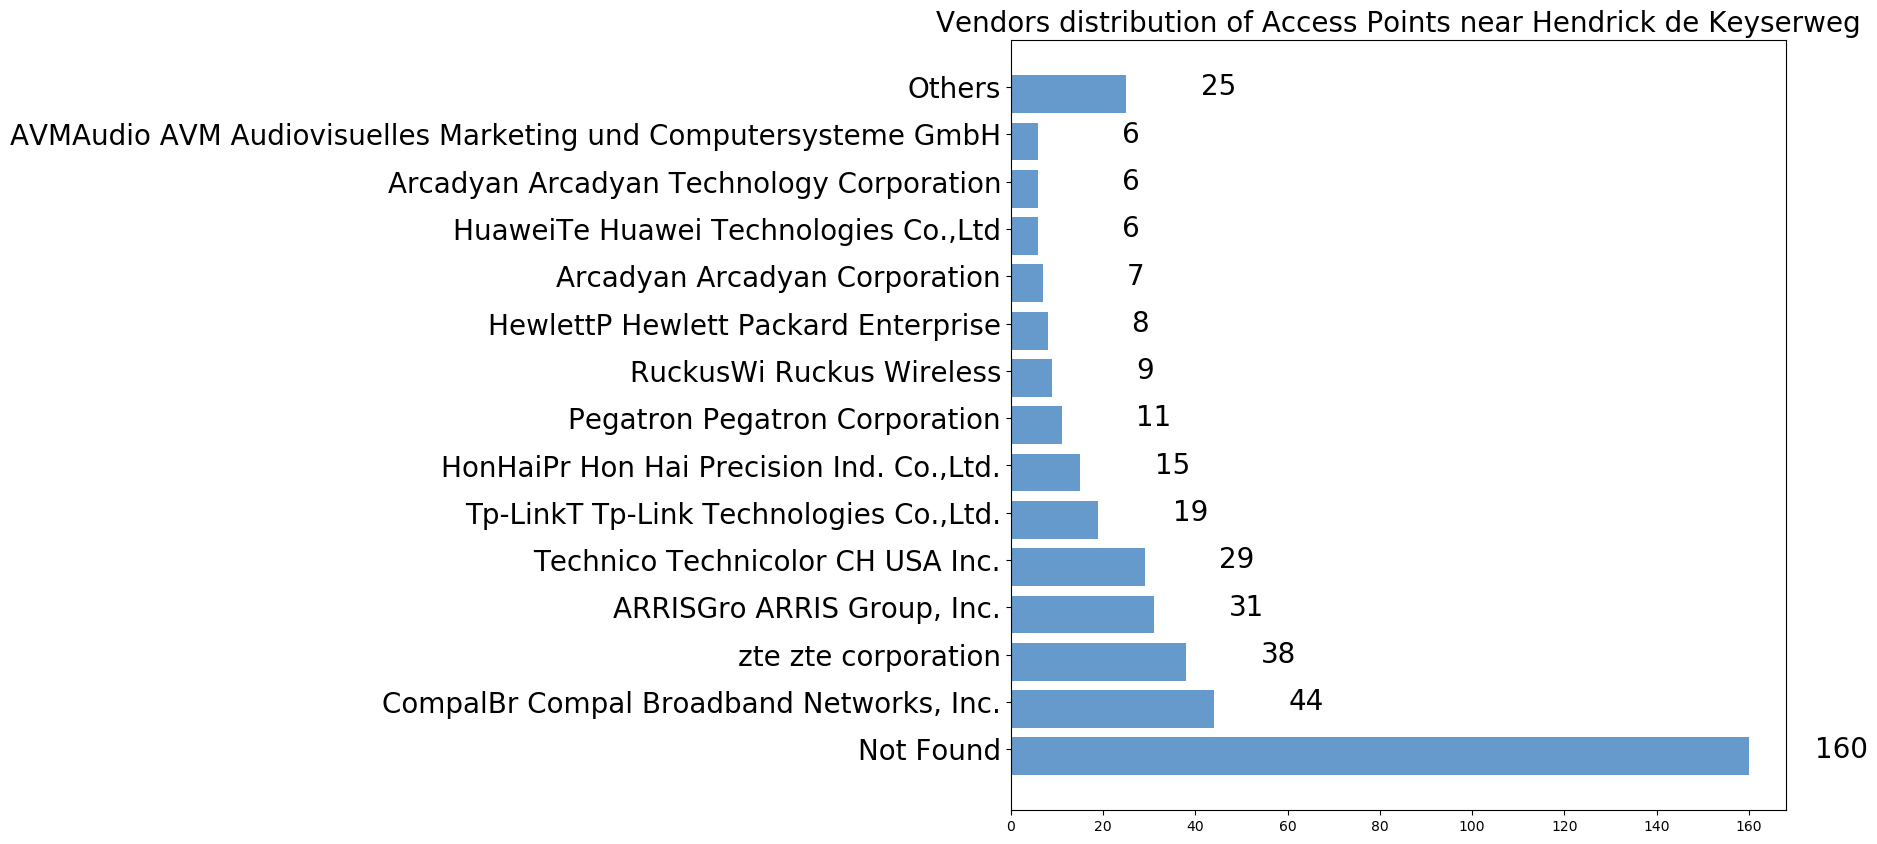 Vendors distribution of Access Points near Hendrick de Keyserweg
Others 25
AVMAudio AVM Audiovisuelles Marketing und Computersysteme GmbH 6
Arcadyan Arcadyan Technology Corporation 6
HuaweiTe Huawei Technologies Co.,Ltd 6
Arcadyan Arcadyan Corporation 7
HewlettP Hewlett Packard Enterprise 8
RuckusWi Ruckus Wireless 9
Pegatron Pegatron Corporation 11
HonHaiPr Hon Hai Precision Ind. Co.,Ltd. 15
Tp-LinkT Tp-Link Technologies Co.,Ltd. 19
Technico Technicolor CH USA Inc. 29
ARRISGro ARRIS Group, Inc. 31
zte zte corporation 38
CompalBr Compal Broadband Networks, Inc. 44
Not Found 160
0 20 40 60 80 100 120 140 160